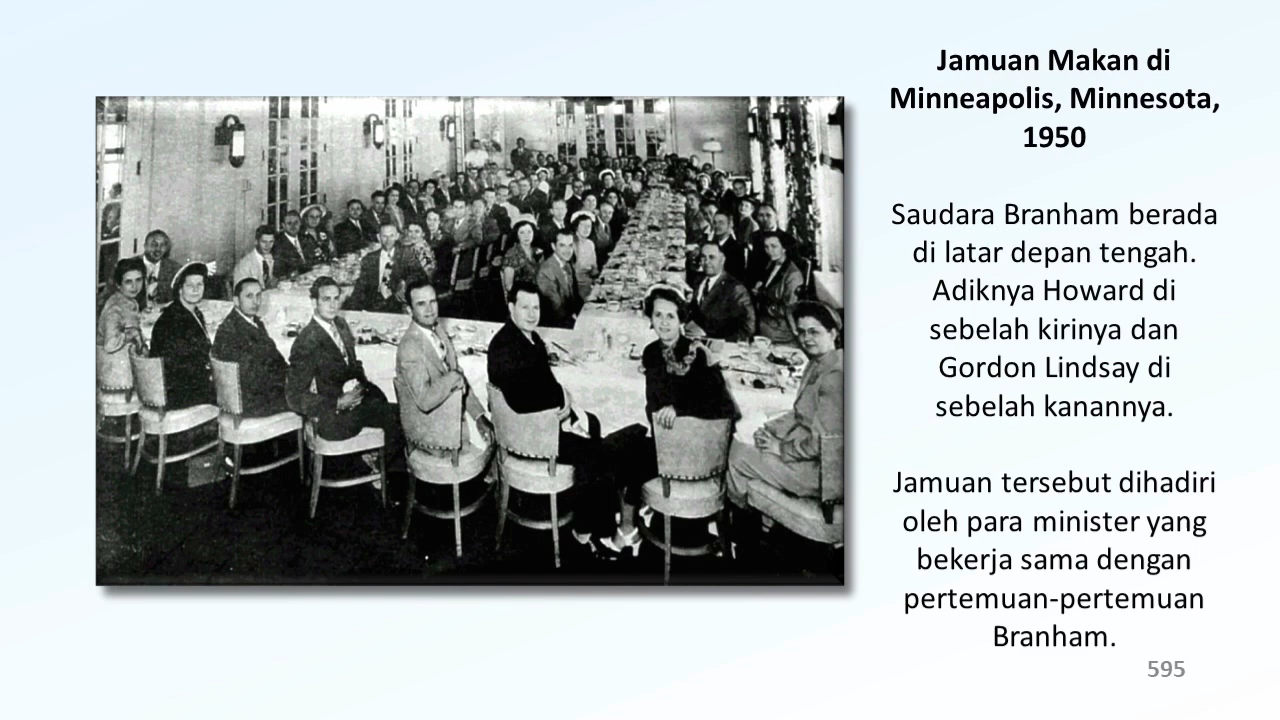 Jamuan Makan di
Minneapolis, Minnesota,
1950
Saudara Branham berada
di latar depan tengah.
Adiknya Howard di
sebelah kirinya dan
Gordon Lindsay di
sebelah kanannya.
Jamuan tersebut dihadiri
oleh para minister yang
bekerja sama dengan
pertemuan-pertemuan
Branham.
595